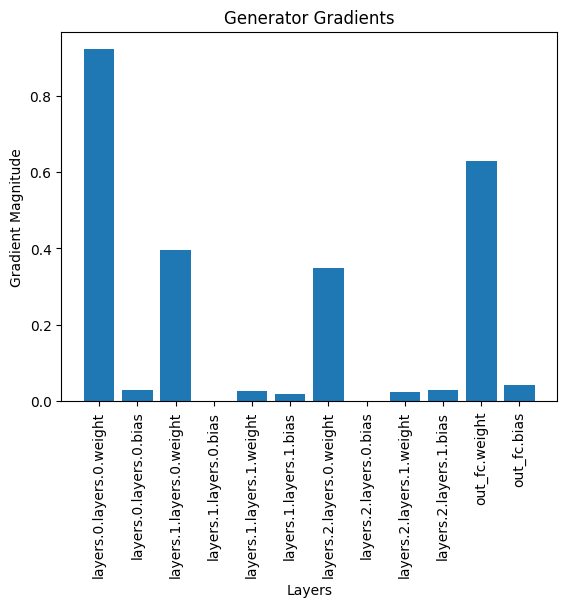 Generator Gradients
Gradient Magnitude
0.8
0.6
0.4
0.2
0.0
layers.0.layers.0.weight
layers.0.layers.0.bias
layers.1.layers.0.weight
layers.1.layers.0.bias
layers.1.layers.1.weight
layers.1.layers.1.bias
layers.2.layers.0.weight
layers.2.layers.0.bias
layers.2.layers.1.weight
layers.2.layers.1.bias
out_fc.weight
out_fc.bias
Layers